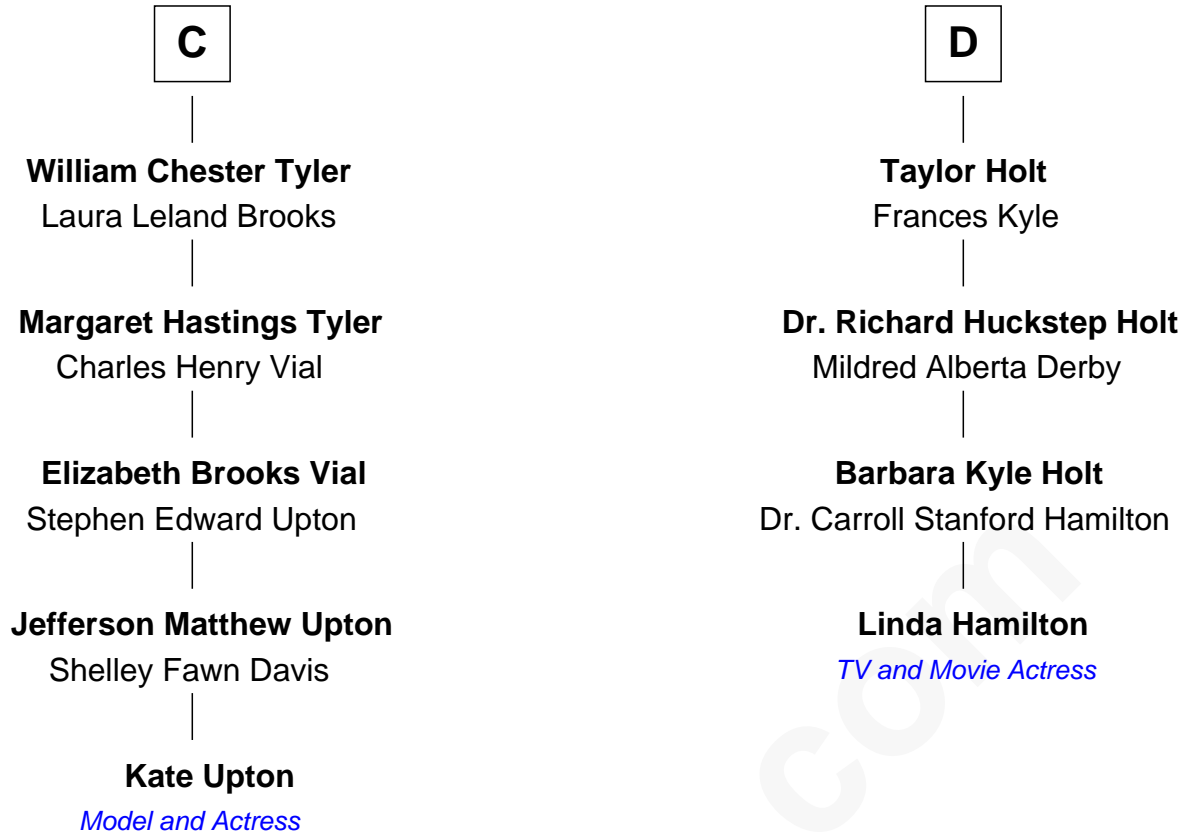 C
William Chester Tyler
Laura Leland Brooks
Margaret Hastings Tyler
Charles Henry Vial
Elizabeth Brooks Vial
Stephen Edward Upton
Jefferson Matthew Upton
Shelley Fawn Davis
Kate Upton
Model and Actress
D
Taylor Holt
Frances Kyle
Dr. Richard Huckstep Holt
Mildred Alberta Derby
Barbara Kyle Holt
Dr. Carroll Stanford Hamilton
Linda Hamilton
TV and Movie Actress
com